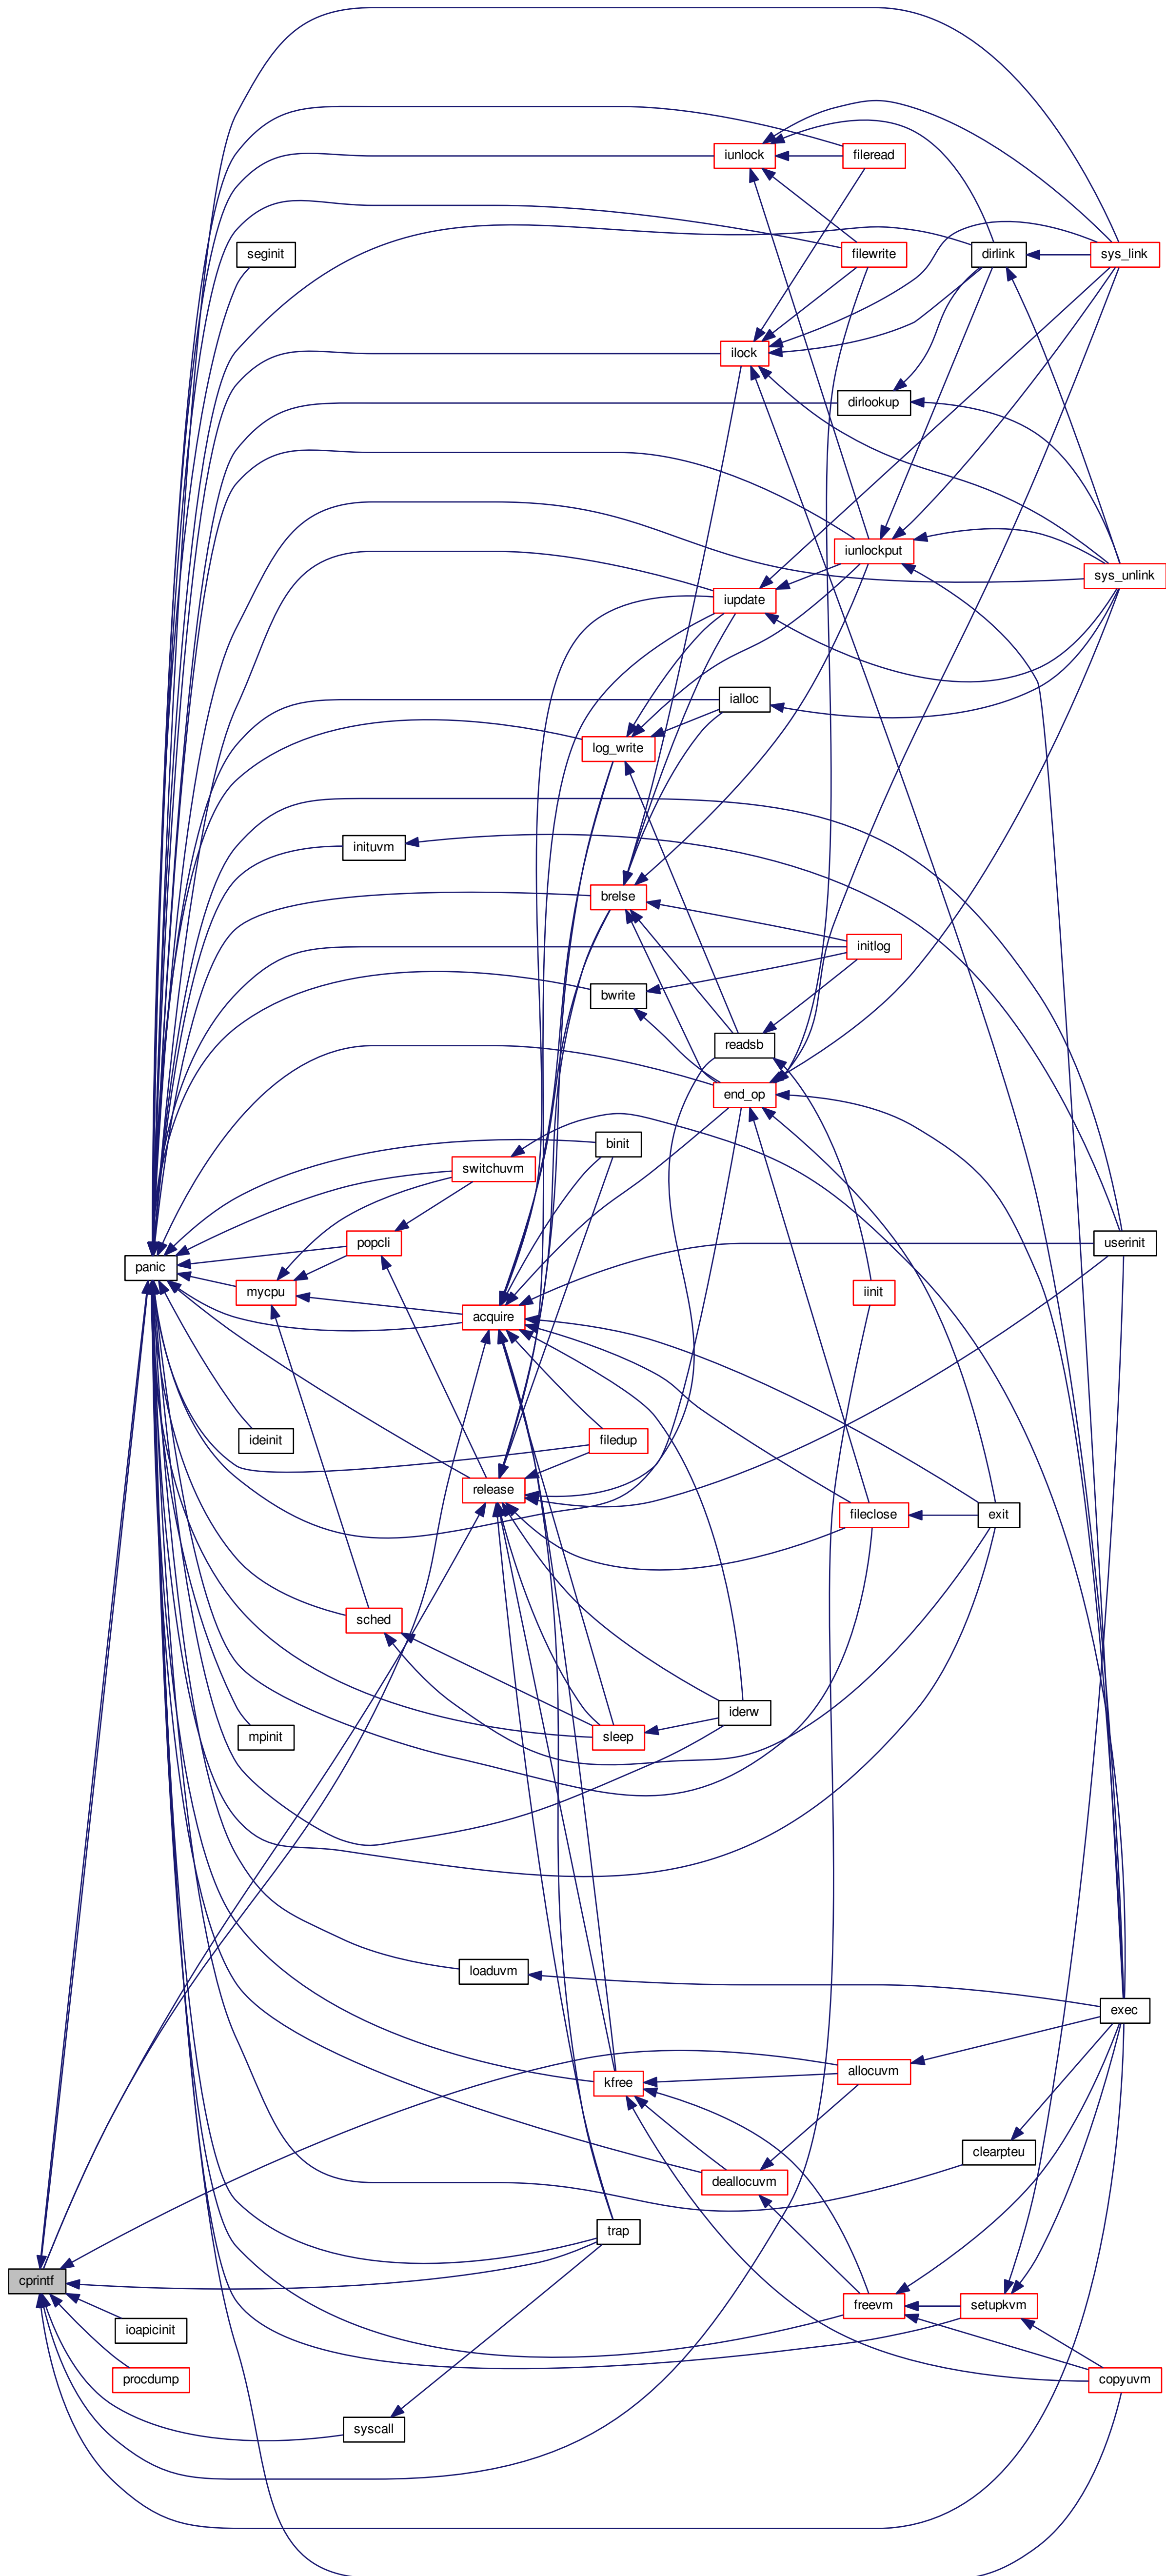 iunlock
fileread
seginit
filewrite
dirlink
sys_link
ilock
dirlookup
iunlockput
sys_unlink
iupdate
ialloc
log_write
inituvm
brelse
initlog
bwrite
readsb
end_op
binit
switchuvm
popcli
userinit
panic
mycpu
iinit
acquire
ideinit
filedup
release
fileclose
exit
sched
iderw
mpinit
sleep
loaduvm
exec
allocuvm
kfree
clearpteu
deallocuvm
trap
cprintf
freevm
setupkvm
ioapicinit
procdump
copyuvm
syscall